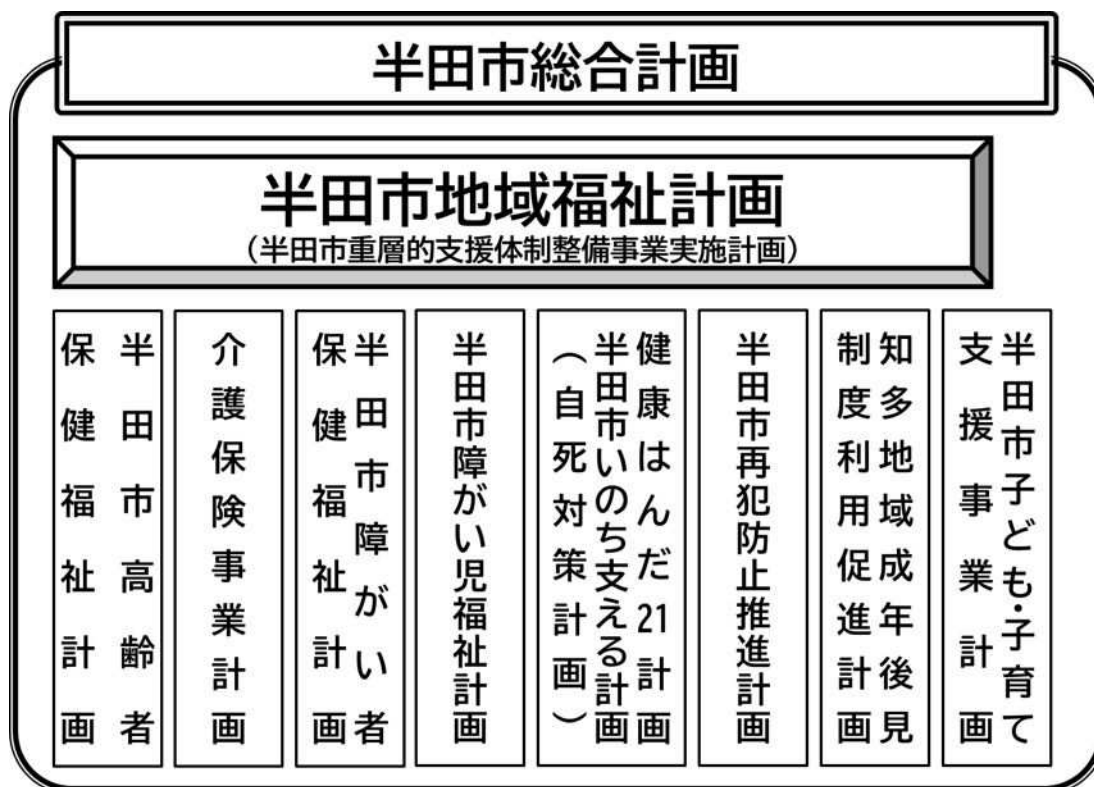 半田市総合計画
半田市地域福祉計画
（半田市重層的支援体制整備事業実施計画）
半田市子ども・子育て
支援事業計画
知多地域成年後見
制度利用促進計画
半田市再犯防止推進計画
健康はんだ21計画
半田市いのち支える計画
（自死対策計画）
半田市障がい児福祉計画
半田市障がい者
保健福祉計画
介護保険事業計画
半田市高齢者
保健福祉計画